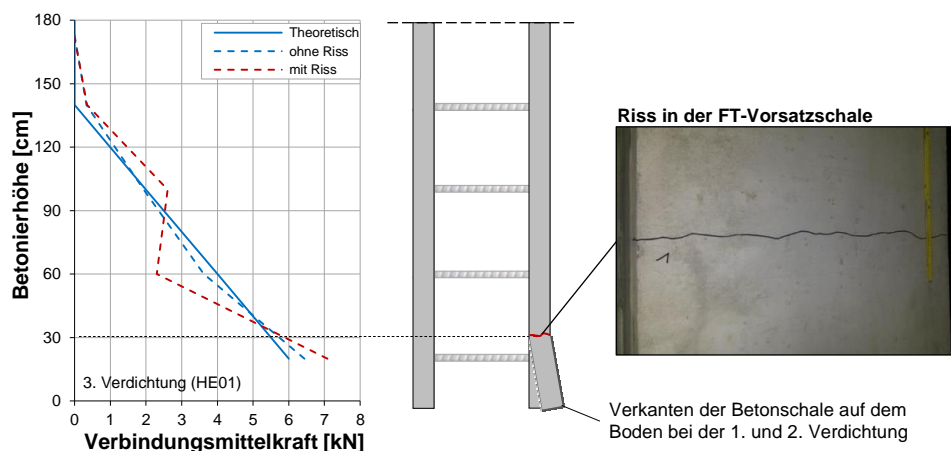 180
150
120
90
60
30
0
Betonierhöhe [cm]
Theoretisch
ohne Riss
mit Riss
3. Verdichtung (HE01)
0 1 2 3 4 5 6 7 8
Verbindungsmittelkraft [kN]
Riss in der FT-Vorsatzschale
1
Verkanten der Betonschale auf dem
Boden bei der 1. und 2. Verdichtung